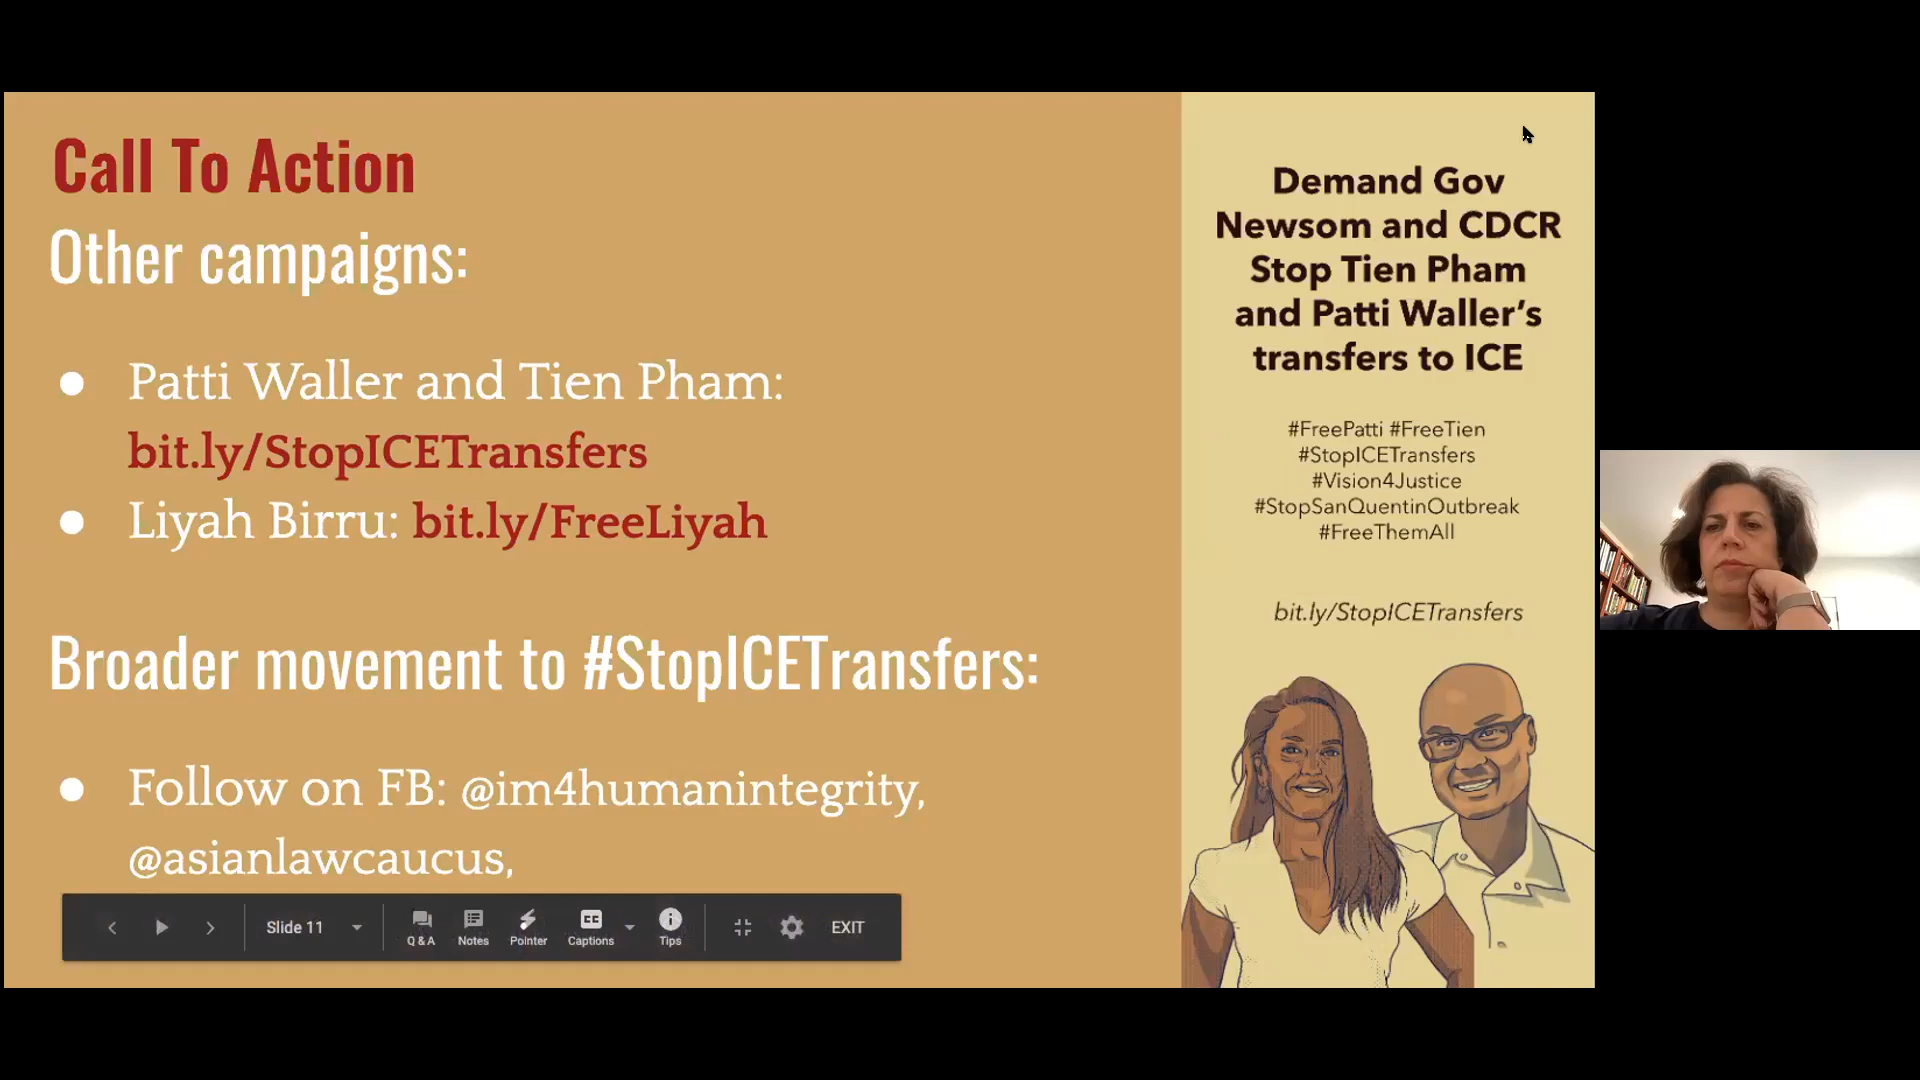 Call To Action
Other campaigns:
● Patti Waller and Tien Pham:
bit.ly/StopICETransfers
● Liyah Birru: bit.ly/FreeLiyah
Broader movement to #StopICETransfers:
● Follow on FB: @im4humanintegrity,
@asianlawcaucus,
Slide 11
Q & A
Notes
Pointer
CC
Captions
Tips
EXIT
Demand Gov
Newsom and CDCR
Stop Tien Pham
and Patti Waller’s
transfers to ICE
#FreePatti #FreeTien
#StopICETransfers
#Vision4Justice
#StopSanQuentinOutbreak
#FreeThemAll
bit.ly/StopICETransfers